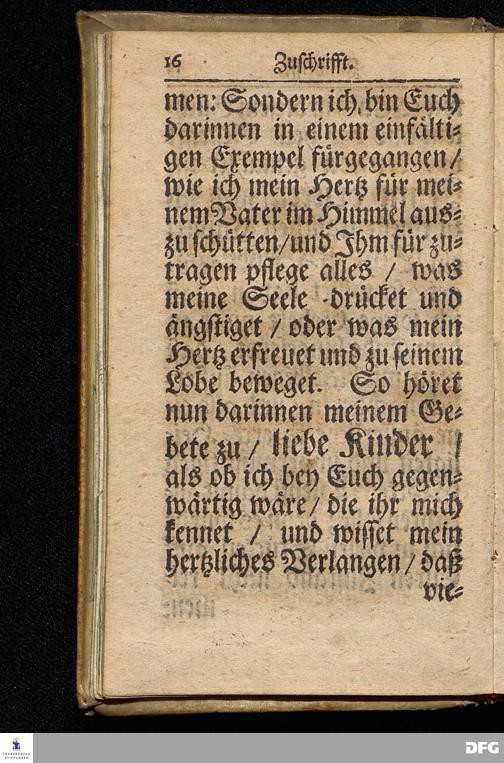 16 Zuschrifft.
men: Sondern ich bin Euch
darinnen in einem einfälti-
gen Exempel fürgegangen/
wie ich mein Hertz für mei-
nem Vater im Himmel aus-
zuschütten/und Ihm für zu-
tragen pflege alles / was
meine Seele drücket und
ängstiget / oder was mein
Hertz erfreuet und zu seinem
Lobe beweget. So höret
nun darinnen meinem Ge-
bete zu / liebe Kinder /
als ob ich bey Euch gegen-
wärtig wäre/ die ihr mich
kennet / und wisset mein
hertzliches Verlangen / daß
vie-
FRANCKESCHE
STIFTUNGEN
DFG